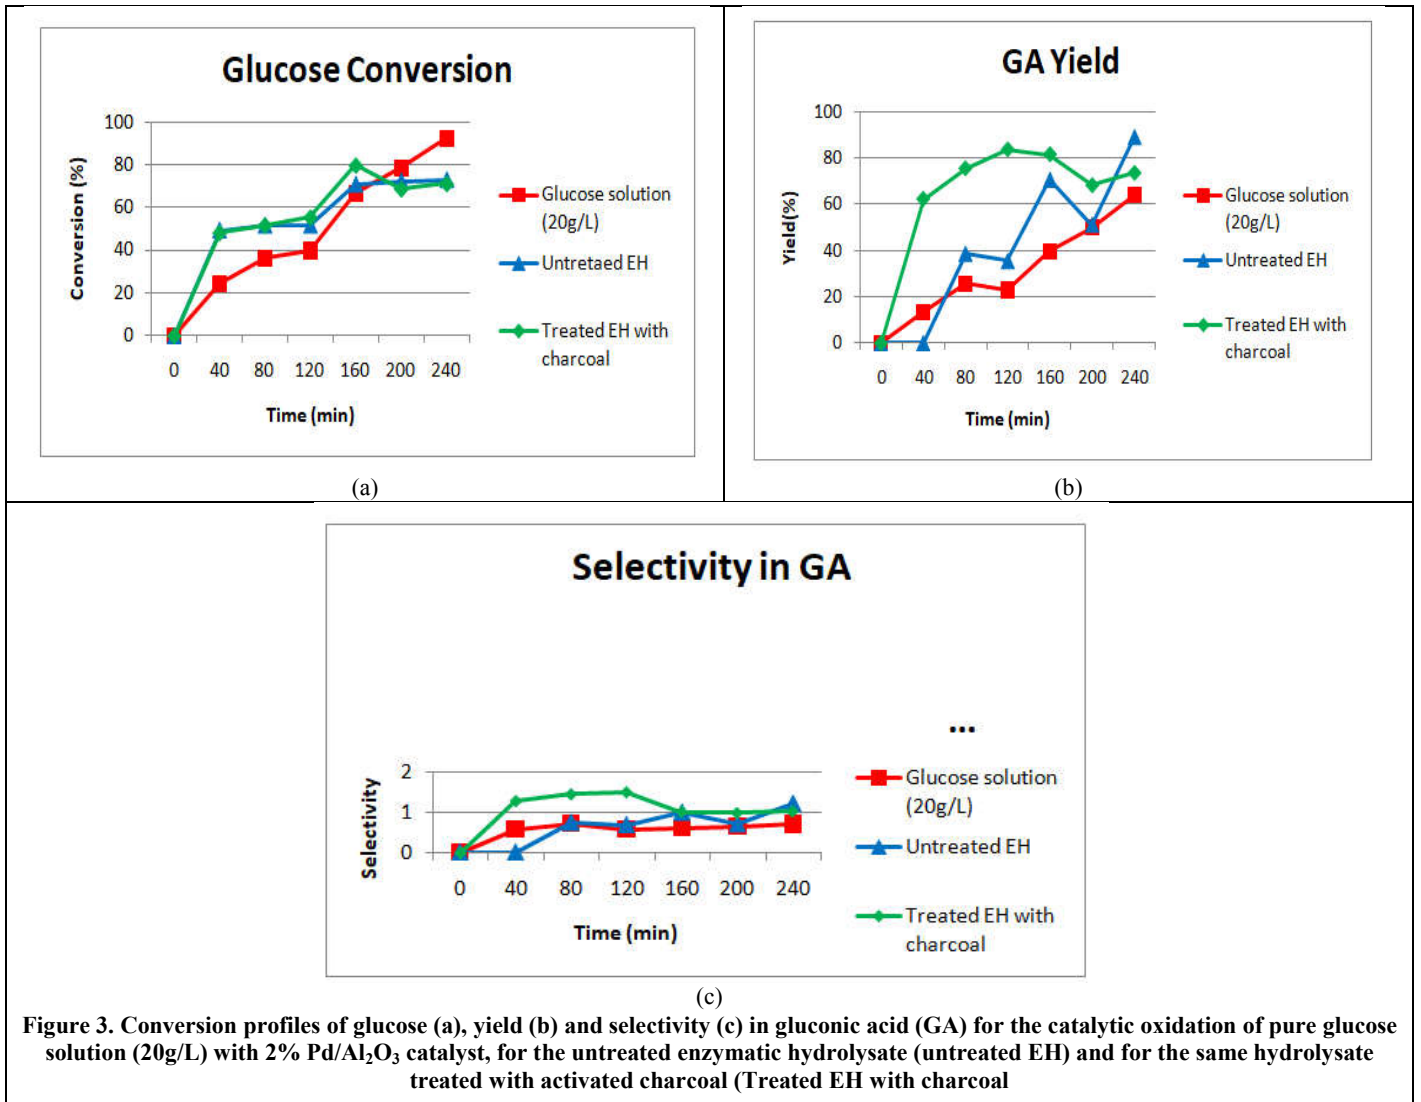 Glucose Conversion
100
80
60
40
20
0
Conversion (%)
0 40 80 120 160 200 240
Time (min)
Glucose solution
(20g/L)
Untretaed EH
Treated EH with
charcoal
(a)
GA Yield
100
80
60
40
20
0
Yield(%)
0 40 80 120 160 200 240
Time (min)
Glucose solution
(20g/L)
Untreated EH
Treated EH with
charcoal
(b)
Selectivity in GA
2
1
0
Selectivity
0 40 80 120 160 200 240
Time (min)
...
Glucose solution
(20g/L)
Untreated EH
Treated EH with
charcoal
(c)
Figure 3. Conversion profiles of glucose (a), yield (b) and selectivity (c) in gluconic acid (GA) for the catalytic oxidation of pure glucose
solution (20g/L) with 2% Pd/Al₂O₃ catalyst, for the untreated enzymatic hydrolysate (untreated EH) and for the same hydrolysate
treated with activated charcoal (Treated EH with charcoal